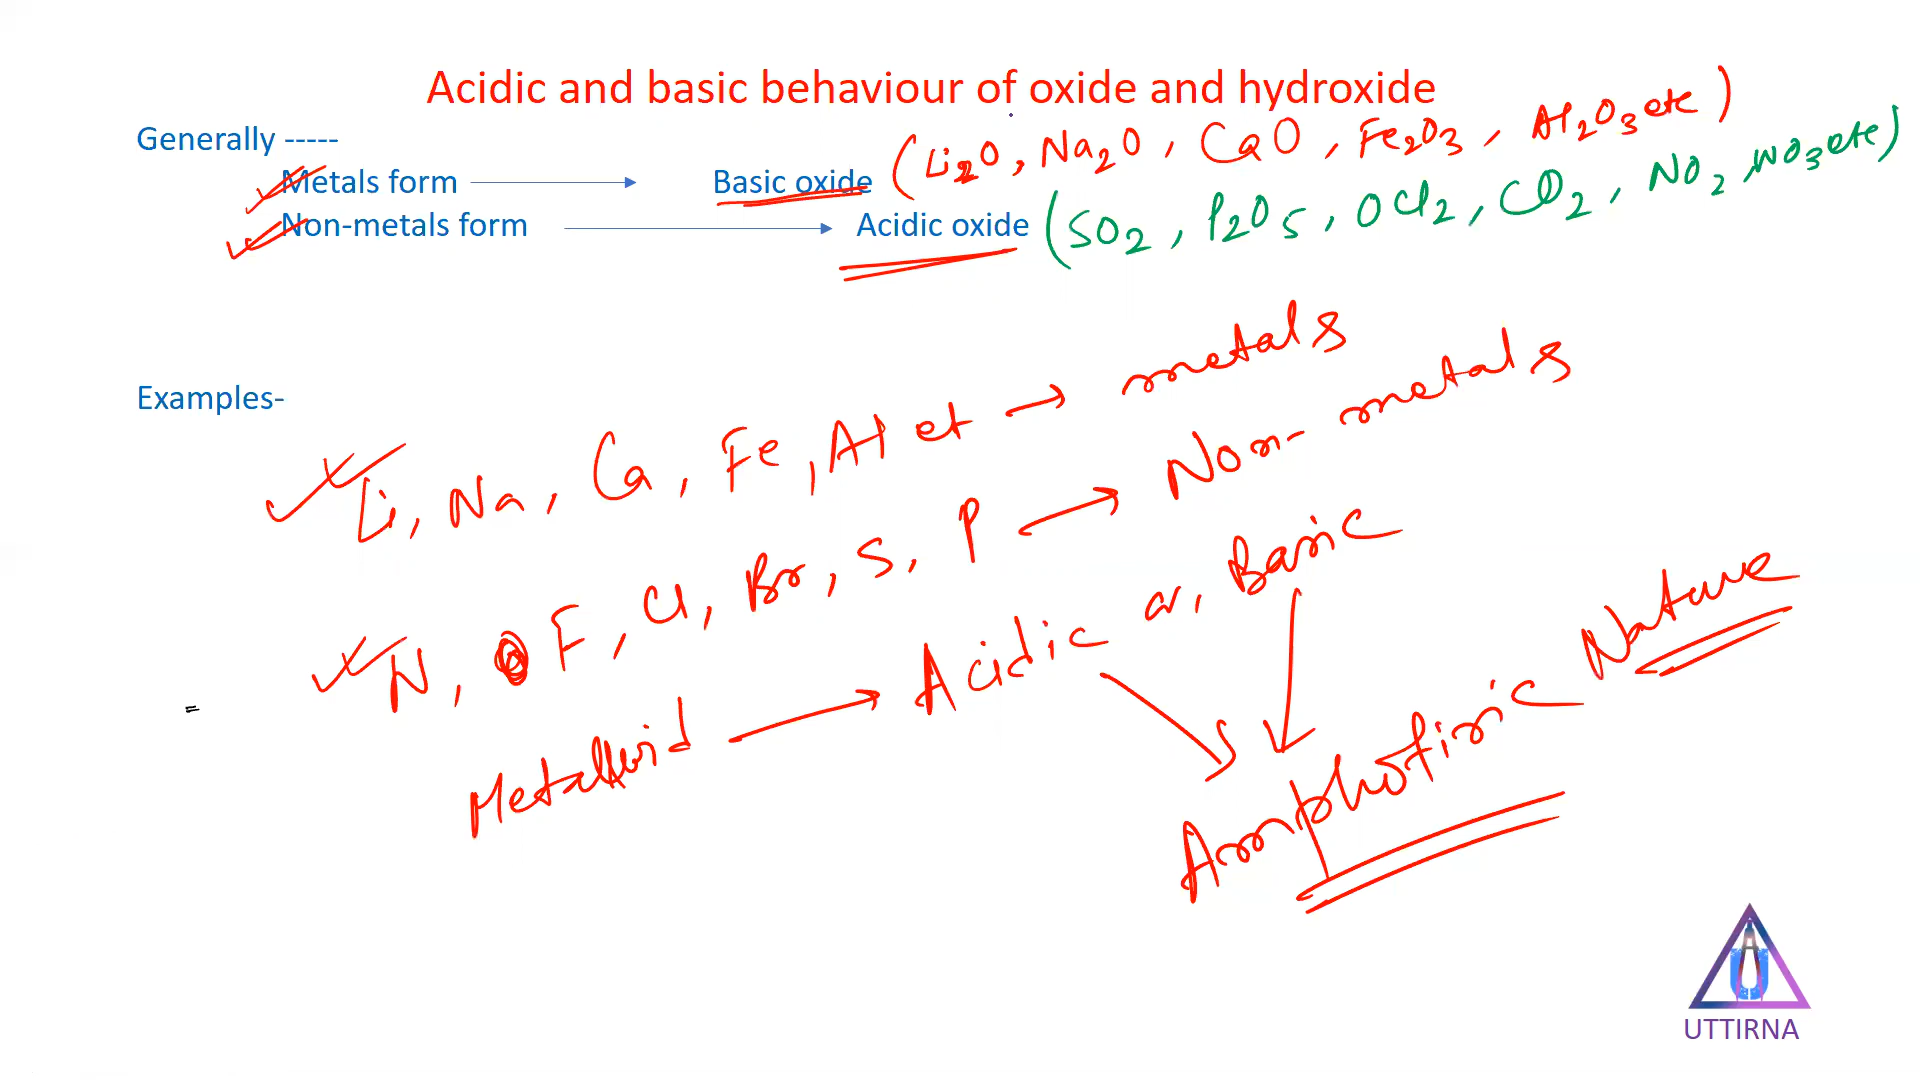 Acidic and basic behaviour of oxide and hydroxide
Generally -----
Metals form → Basic oxide (Li2O, Na2O, CaO, Fe2O3, Al2O3 etc)
Non-metals form → Acidic oxide (SO2, P2O5, OCl2, ClO2, NO2, NO3 etc)
Examples-
Li, Na, Ca, Fe, Al et → metals
N, F, Cl, Br, S, P → Non-metals
Metalloid → Acidic or, Basic
Amphotiric Nature
=
UTTIRNA